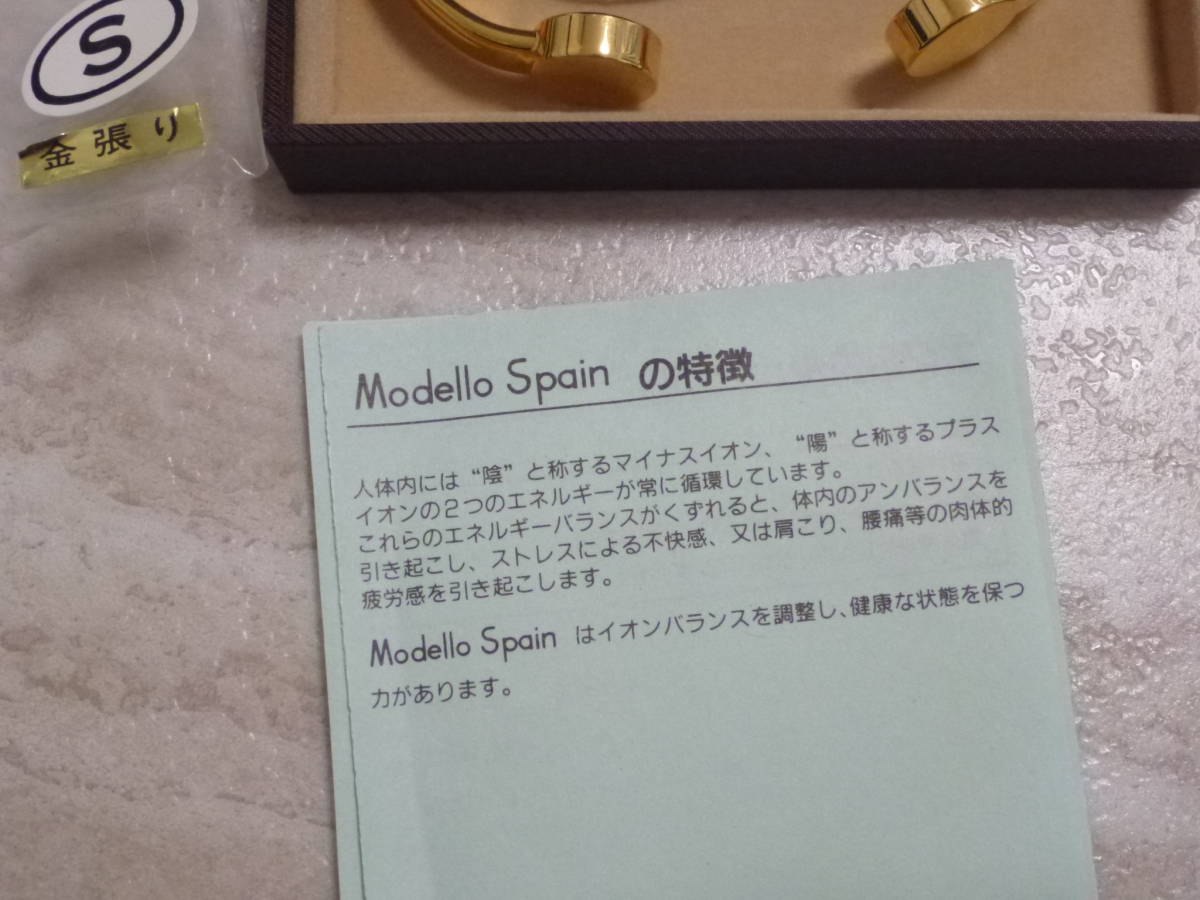 S
金張り
Modello Spain の特徴
人体内には“陰”と称するマイナスイオン、“陽”と称するプラス
イオンの2つのエネルギーが常に循環しています。
これらのエネルギーバランスがくずれると、体内のアンバランスを
引き起こし、ストレスによる不快感、又は肩こり、腰痛等の肉体的
疲労感を引き起こします。
Modello Spain はイオンバランスを調整し、健康な状態を保つ
力があります。